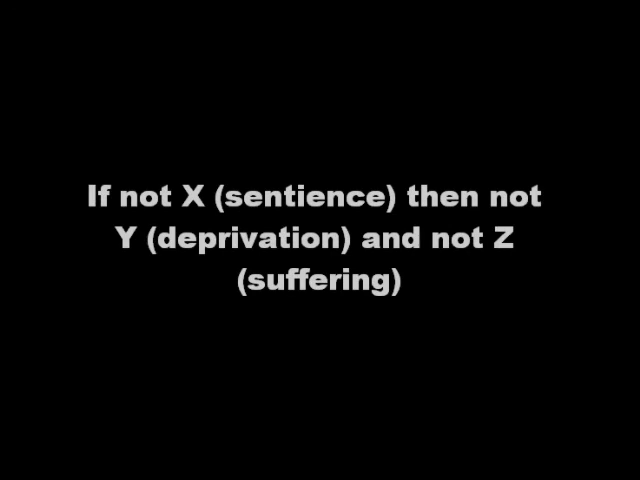 If not X (sentience) then not
Y (deprivation) and not Z
(suffering)